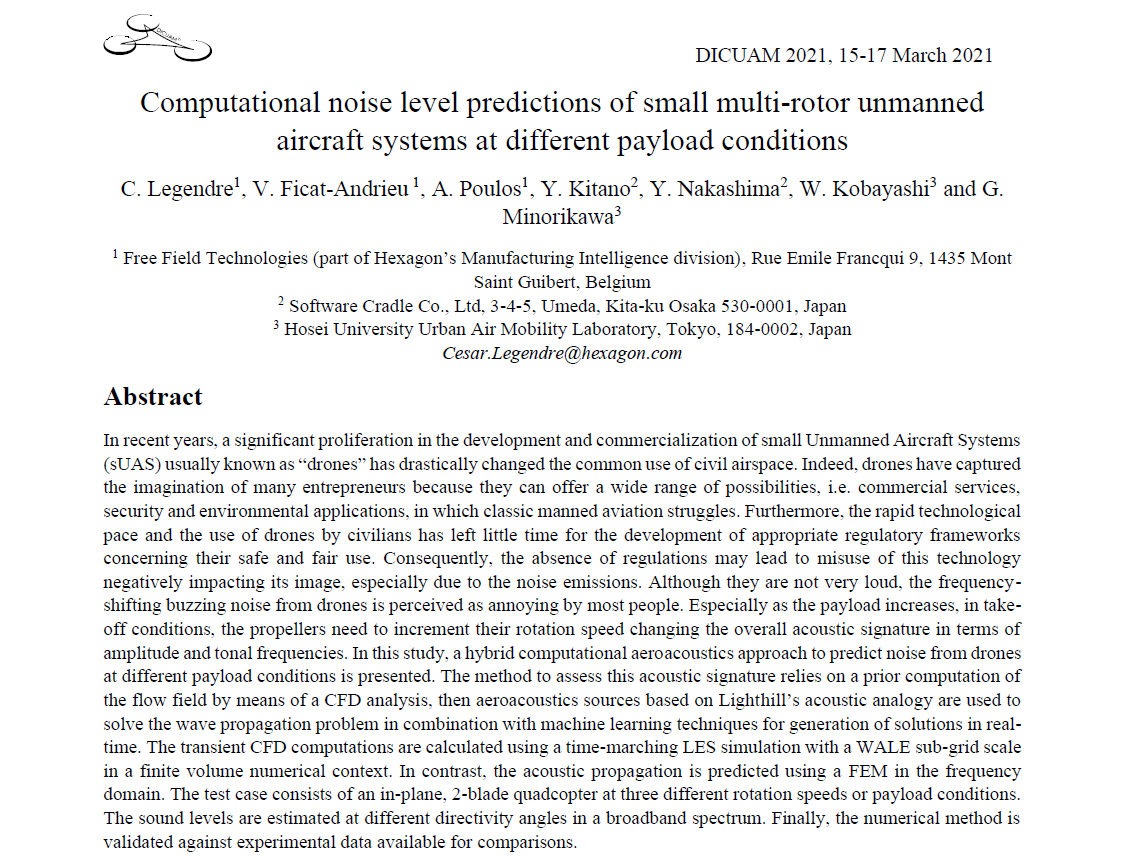 DICUAM®
DICUAM 2021, 15-17 March 2021
Computational noise level predictions of small multi-rotor unmanned
aircraft systems at different payload conditions
C. Legendre1, V. Ficat-Andrieu 1, A. Poulos1, Y. Kitano2, Y. Nakashima2, W. Kobayashi3 and G.
Minorikawa3
1 Free Field Technologies (part of Hexagon’s Manufacturing Intelligence division), Rue Emile Francqui 9, 1435 Mont
Saint Guibert, Belgium
2 Software Cradle Co., Ltd, 3-4-5, Umeda, Kita-ku Osaka 530-0001, Japan
3 Hosei University Urban Air Mobility Laboratory, Tokyo, 184-0002, Japan
Cesar.Legendre@hexagon.com
Abstract
In recent years, a significant proliferation in the development and commercialization of small Unmanned Aircraft Systems
(sUAS) usually known as “drones” has drastically changed the common use of civil airspace. Indeed, drones have captured
the imagination of many entrepreneurs because they can offer a wide range of possibilities, i.e. commercial services,
security and environmental applications, in which classic manned aviation struggles. Furthermore, the rapid technological
pace and the use of drones by civilians has left little time for the development of appropriate regulatory frameworks
concerning their safe and fair use. Consequently, the absence of regulations may lead to misuse of this technology
negatively impacting its image, especially due to the noise emissions. Although they are not very loud, the frequency-
shifting buzzing noise from drones is perceived as annoying by most people. Especially as the payload increases, in take-
off conditions, the propellers need to increment their rotation speed changing the overall acoustic signature in terms of
amplitude and tonal frequencies. In this study, a hybrid computational aeroacoustics approach to predict noise from drones
at different payload conditions is presented. The method to assess this acoustic signature relies on a prior computation of
the flow field by means of a CFD analysis, then aeroacoustics sources based on Lighthill’s acoustic analogy are used to
solve the wave propagation problem in combination with machine learning techniques for generation of solutions in real-
time. The transient CFD computations are calculated using a time-marching LES simulation with a WALE sub-grid scale
in a finite volume numerical context. In contrast, the acoustic propagation is predicted using a FEM in the frequency
domain. The test case consists of an in-plane, 2-blade quadcopter at three different rotation speeds or payload conditions.
The sound levels are estimated at different directivity angles in a broadband spectrum. Finally, the numerical method is
validated against experimental data available for comparisons.